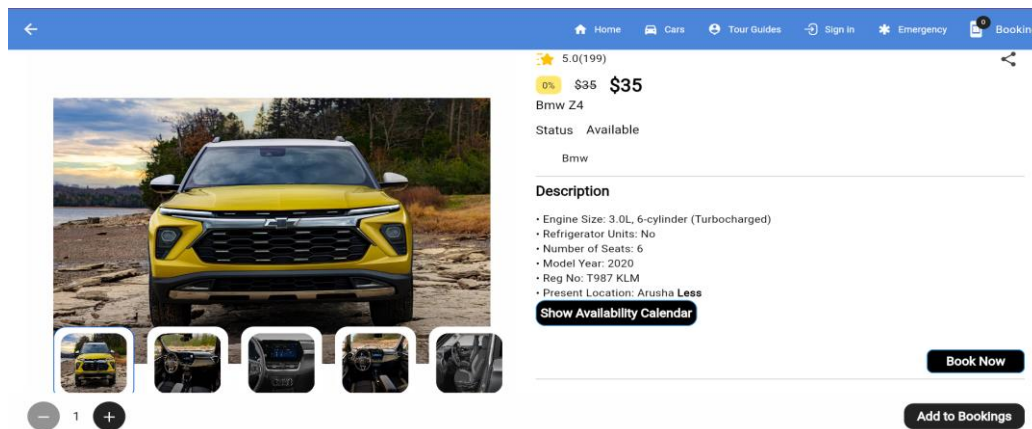 Home Cars Tour Guides Sign in Emergency 0 Bookin
5.0(199)
0% $35 $35
Bmw Z4
Status Available
Bmw
Description
• Engine Size: 3.0L, 6-cylinder (Turbocharged)
• Refrigerator Units: No
• Number of Seats: 6
• Model Year: 2020
• Reg No: T987 KLM
• Present Location: Arusha Less
Show Availability Calendar
Book Now
1
Add to Bookings